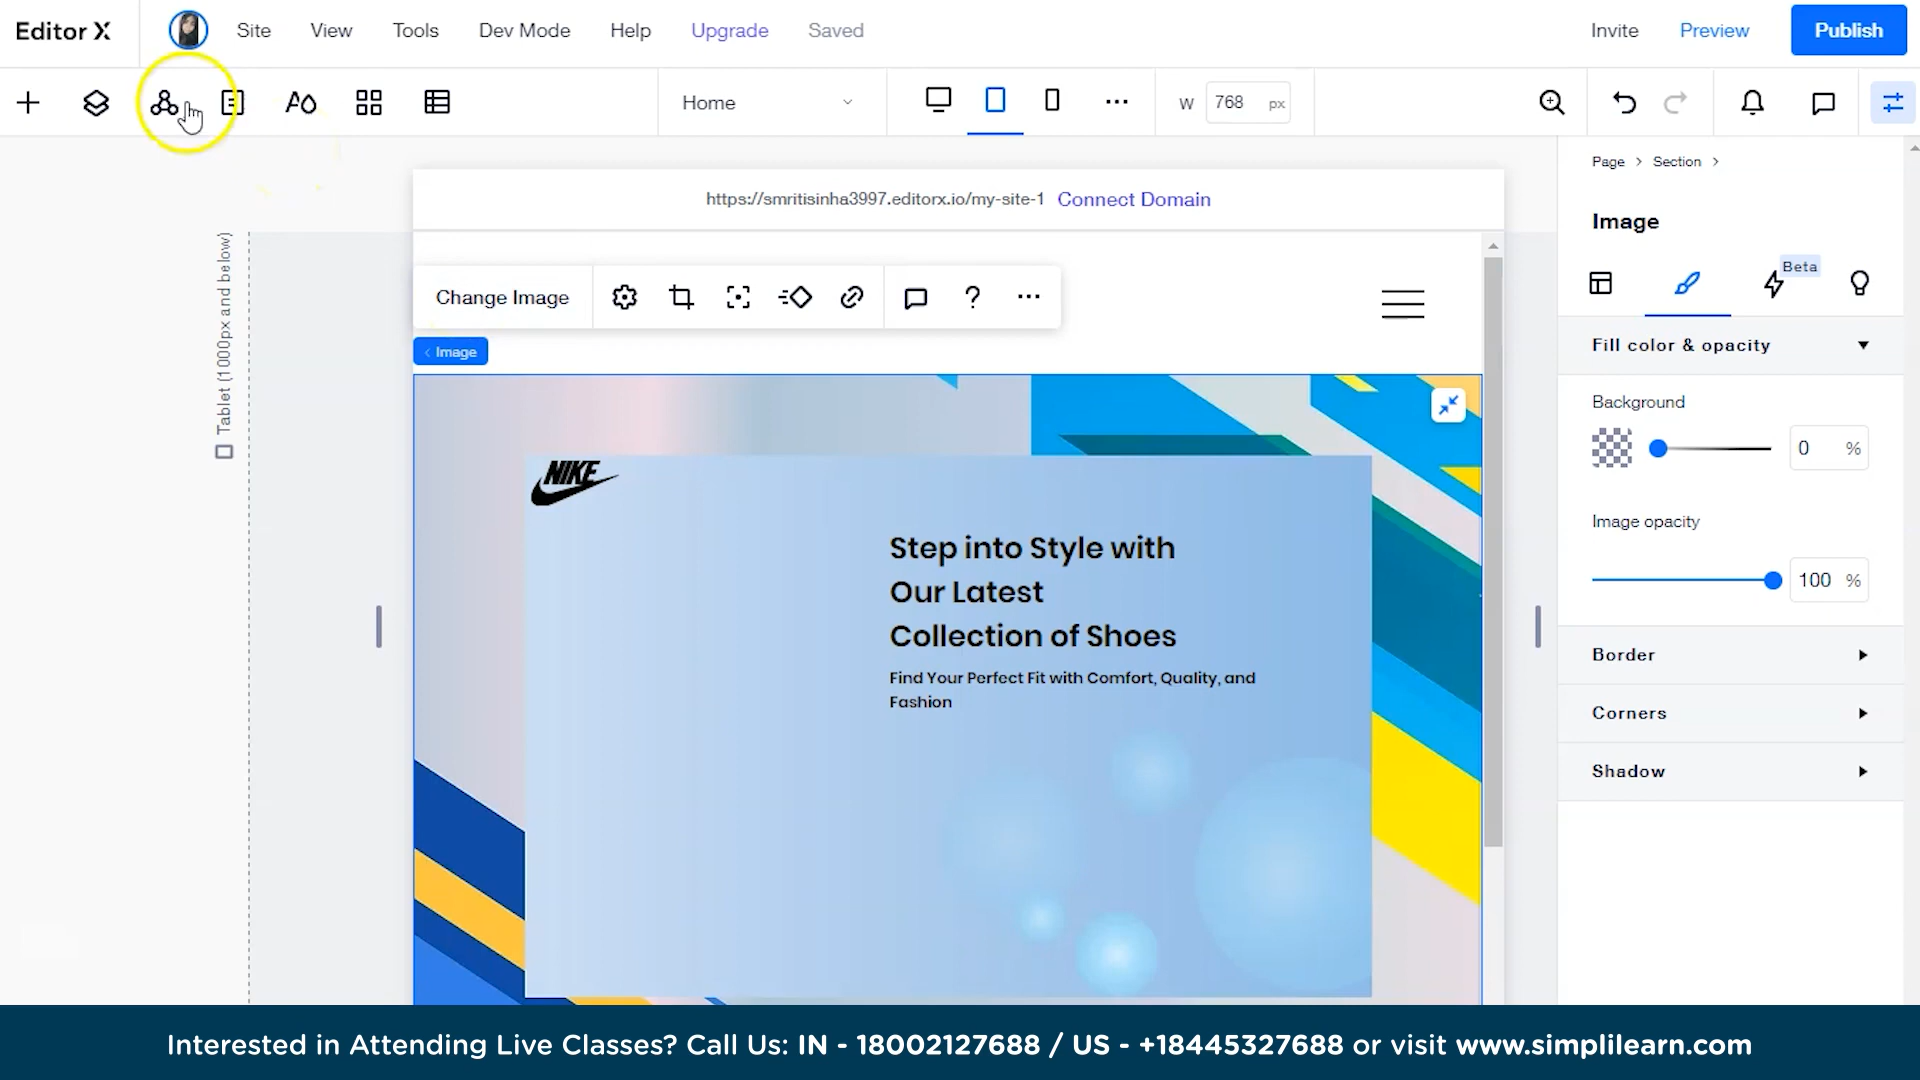 Editor X
Site
View
Tools
Dev Mode
Help
Upgrade
Saved
Invite
Preview
Publish
Home
W
768
px
Page > Section >
https://smritisinha3997.editorx.io/my-site-1 Connect Domain
Image
Beta
Tablet (1000px and below)
Change Image
?
Image
Fill color & opacity
Background
0 %
Image opacity
100 %
Border
Corners
Shadow
NIKE
Step into Style with
Our Latest
Collection of Shoes
Find Your Perfect Fit with Comfort, Quality, and
Fashion
Interested in Attending Live Classes? Call Us: IN - 18002127688 / US - +18445327688 or visit www.simplilearn.com